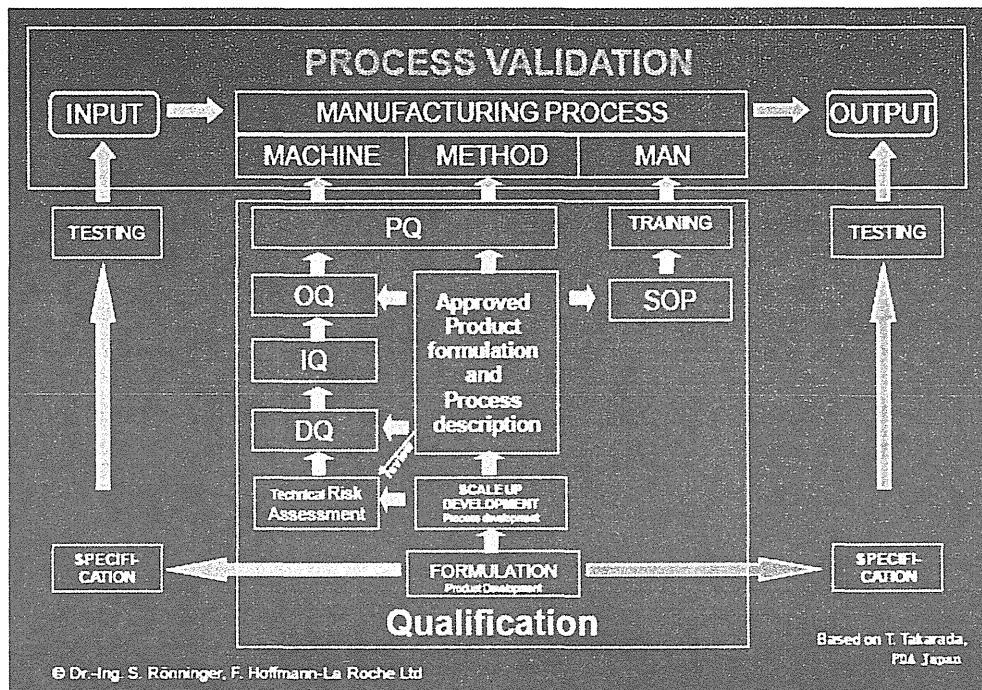 PROCESS VALIDATION
INPUT
MANUFACTURING PROCESS
OUTPUT
MACHINE
METHOD
MAN
TESTING
PQ
TRAINING
TESTING
OQ
Approved
Product
formulation
and
Process
description
SOP
IQ
DQ
review
Technical Risk
Assessment
SCALE UP
DEVELOPMENT
Process development
SPECIFI-
CATION
FORMULATION
Product Development
SPECIFI-
CATION
Qualification
Based on T. Takarada,
PDA Japan
© Dr.-Ing. S. Rönninger, F. Hoffmann-La Roche Ltd